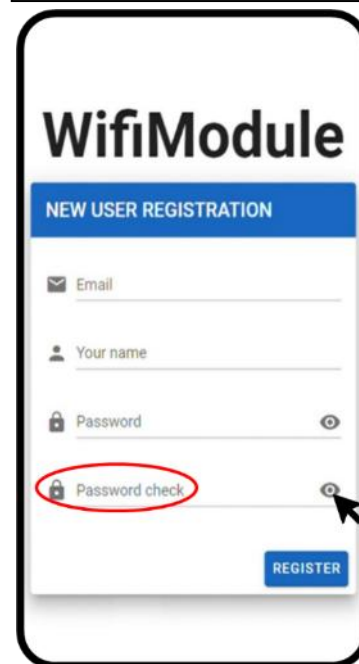 WifiModule
NEW USER REGISTRATION
Email
Your name
Password
Password check
REGISTER